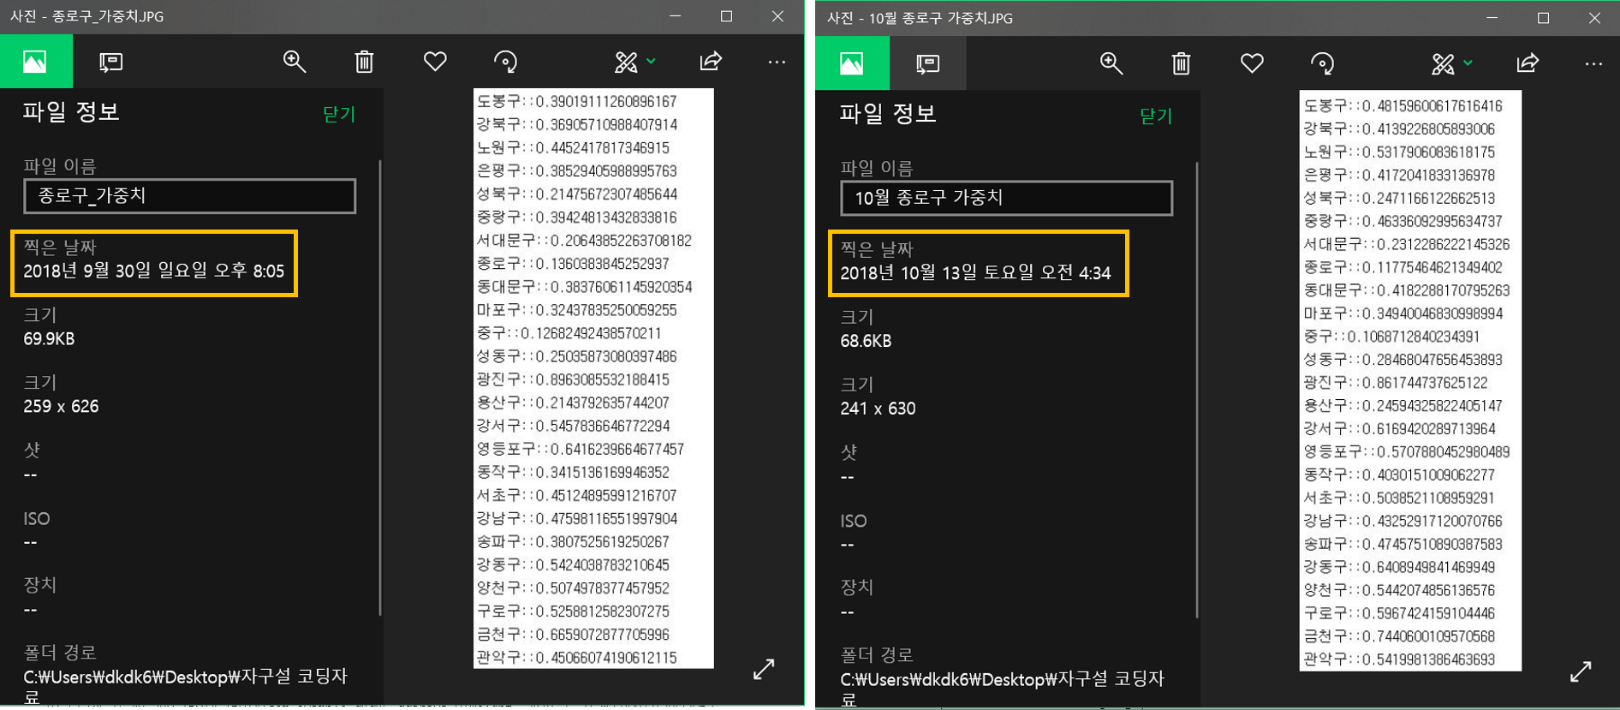 사진 - 종로구_가중치.JPG
파일 정보
닫기
파일 이름
종로구_가중치
찍은 날짜
2018년 9월 30일 일요일 오후 8:05
크기
69.9KB
크기
259 x 626
샷
--
ISO
--
장치
--
폴더 경로
C:₩Users₩dkdk6₩Desktop₩자구설 코딩자
료
도봉구::0.39019111260896167
강북구::0.36905710988407914
노원구::0.4452417817346915
은평구::0.38529405988995763
성북구::0.21475672307485644
중랑구::0.39424813432833816
서대문구::0.20643852263708182
종로구::0.1360383845252937
동대문구::0.38376061145920354
마포구::0.32437835250059255
중구::0.12682492438570211
성동구::0.25035873080397486
광진구::0.8963085532188415
용산구::0.2143792635744207
강서구::0.5457836646772294
영등포구::0.6416239664677457
동작구::0.3415136169946352
서초구::0.45124895991216707
강남구::0.47598116551997904
송파구::0.3807525619250267
강동구::0.5424038783210645
양천구::0.5074978377457952
구로구::0.5258812582307275
금천구::0.6659072877705996
관악구::0.45066074190612115
사진 - 10월 종로구 가중치.JPG
파일 정보
닫기
파일 이름
10월 종로구 가중치
찍은 날짜
2018년 10월 13일 토요일 오전 4:34
크기
68.6KB
크기
241 x 630
샷
--
ISO
--
장치
--
폴더 경로
C:₩Users₩dkdk6₩Desktop₩자구설 코딩자
료
도봉구::0.48159600617616416
강북구::0.4139226805893006
노원구::0.5317906083618175
은평구::0.4172041833136978
성북구::0.2471166122662513
중랑구::0.46336092995634737
서대문구::0.2312286222145326
종로구::0.11775464621349402
동대문구::0.4182288170795263
마포구::0.34940046830998994
중구::0.1068712840234391
성동구::0.28468047656453893
광진구::0.861744737625122
용산구::0.24594325822405147
강서구::0.6169420289713964
영등포구::0.5707880452980489
동작구::0.4030151009062277
서초구::0.5038521108959291
강남구::0.43252917120070766
송파구::0.47457510890387583
강동구::0.6408949841469949
양천구::0.5442074856136576
구로구::0.5967424159104446
금천구::0.7440600109570568
관악구::0.5419981386463693